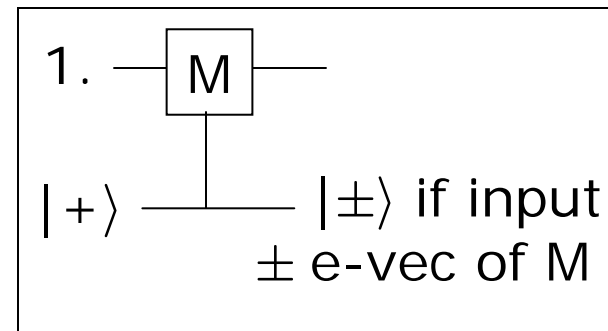 1. M
|+⟩ |±⟩ if input
± e-vec of M